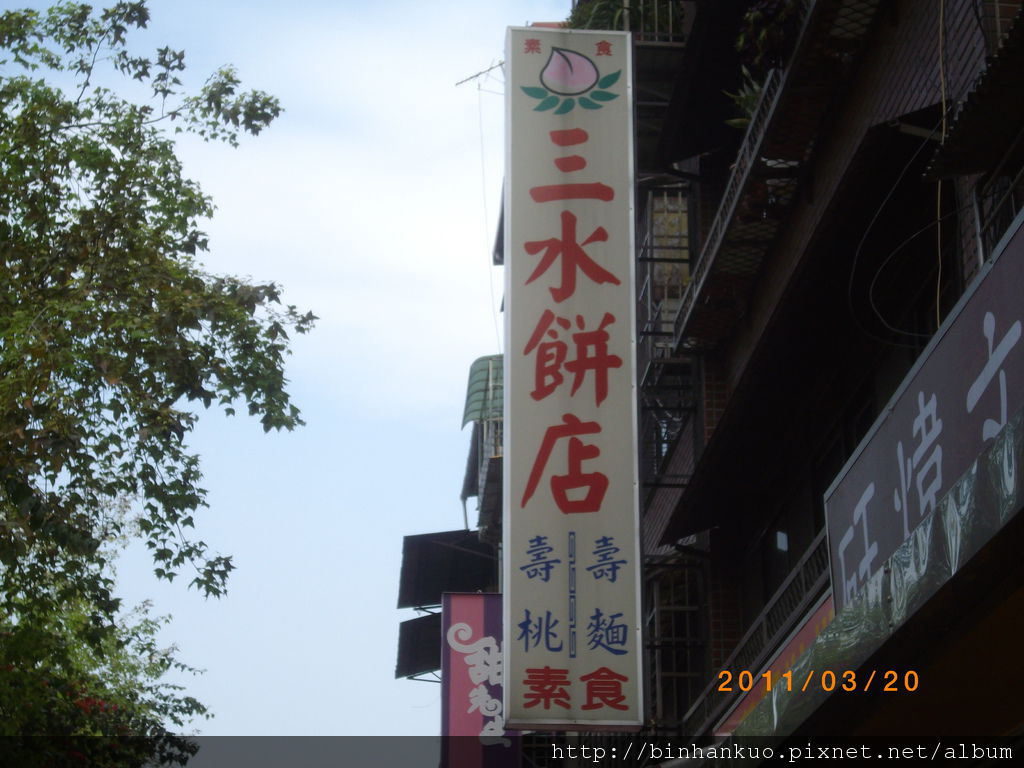 素 食
三水餅店
壽桃
壽麵
素食
甜
2011/03/20
http://binhankuo.pixnet.net/album